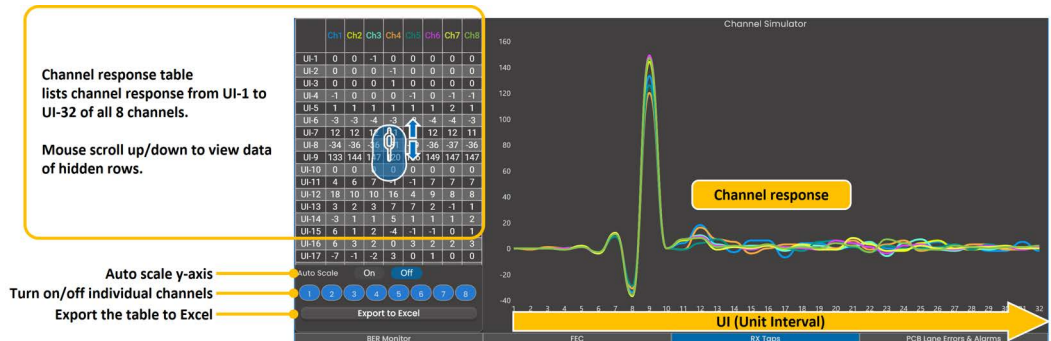 Channel response table
lists channel response from UI-1 to
UI-32 of all 8 channels.
Mouse scroll up/down to view data
of hidden rows.
Auto scale y-axis
Turn on/off individual channels
Export the table to Excel
Ch1 Ch2 Ch3 Ch4 Ch5 Ch6 Ch7 Ch8
UI-1 0 0 -1 0 0 0 0 0
UI-2 0 0 0 -1 0 0 0 0
UI-3 0 0 0 1 0 0 0 0
UI-4 -1 0 0 -1 0 -1 0 -1 -1
UI-5 1 1 1 1 1 1 2 1
UI-6 -3 -3 -4 -3 -4 -4 -3
UI-7 12 12 12 12 11
UI-8 -34 -36 -36 -37 -36
UI-9 133 144 149 147 147
UI-10 0 0 0 0 0 0
UI-11 4 6 7 -1 -1 7 7 7
UI-12 18 10 10 16 4 9 8 8
UI-13 3 2 3 7 7 2 -1 1
UI-14 -3 1 1 5 1 1 1 2
UI-15 6 1 2 -4 -1 -1 0 1
UI-16 6 3 2 0 3 2 2 3
UI-17 -7 -1 -2 3 0 1 0 0
Auto Scale On Off
1 2 3 4 5 6 7 8
Export to Excel
Channel Simulator
160
140
120
100
80
60
40
20
0
-20
-40
Channel response
1 2 3 4 5 6 7 8 9 10 11 12 13 14 15 16 17 18 19 20 21 22 23 24 25 26 27 28 29 30 31 32
UI (Unit Interval)
BER Monitor FEC RX Taps PCB Lane Errors & Alarms